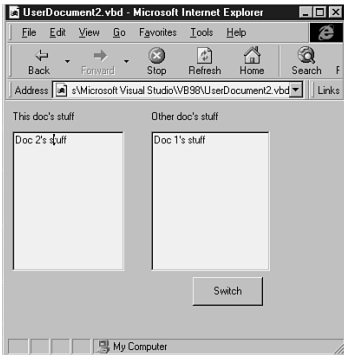 UserDocument2.vbd - Microsoft Internet Explorer
File Edit View Go Favorites Tools Help
Back Forward Stop Refresh Home Search F
Address s\Microsoft Visual Studio\VB98\UserDocument2.vbd Links
This doc's stuff Other doc's stuff
Doc 2's stuff Doc 1's stuff
Switch
My Computer